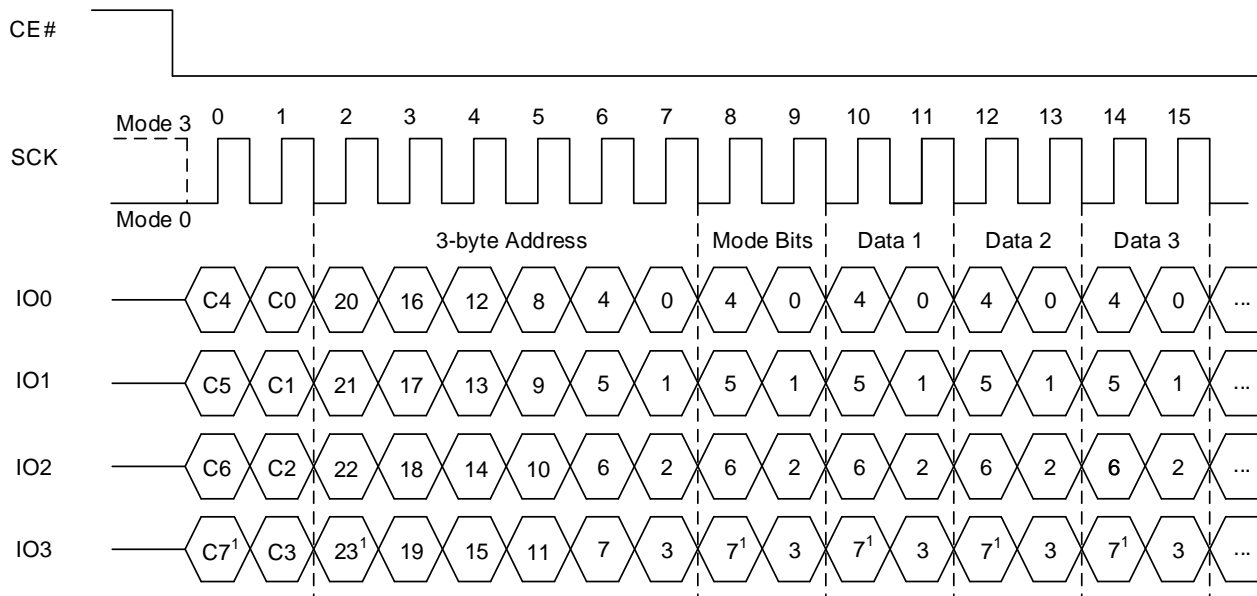 CE#
0 1 2 3 4 5 6 7 8 9 10 11 12 13 14 15
Mode 3
SCK
Mode 0
3-byte Address Mode Bits Data 1 Data 2 Data 3
IO0 C4 C0 20 16 12 8 4 0 4 0 4 0 4 0 4 0 ...
IO1 C5 C1 21 17 13 9 5 1 5 1 5 1 5 1 5 1 ...
IO2 C6 C2 22 18 14 10 6 2 6 2 6 2 6 2 6 2 ...
IO3 C7¹ C3 23¹ 19 15 11 7 3 7¹ 3 7¹ 3 7¹ 3 7¹ 3 ...